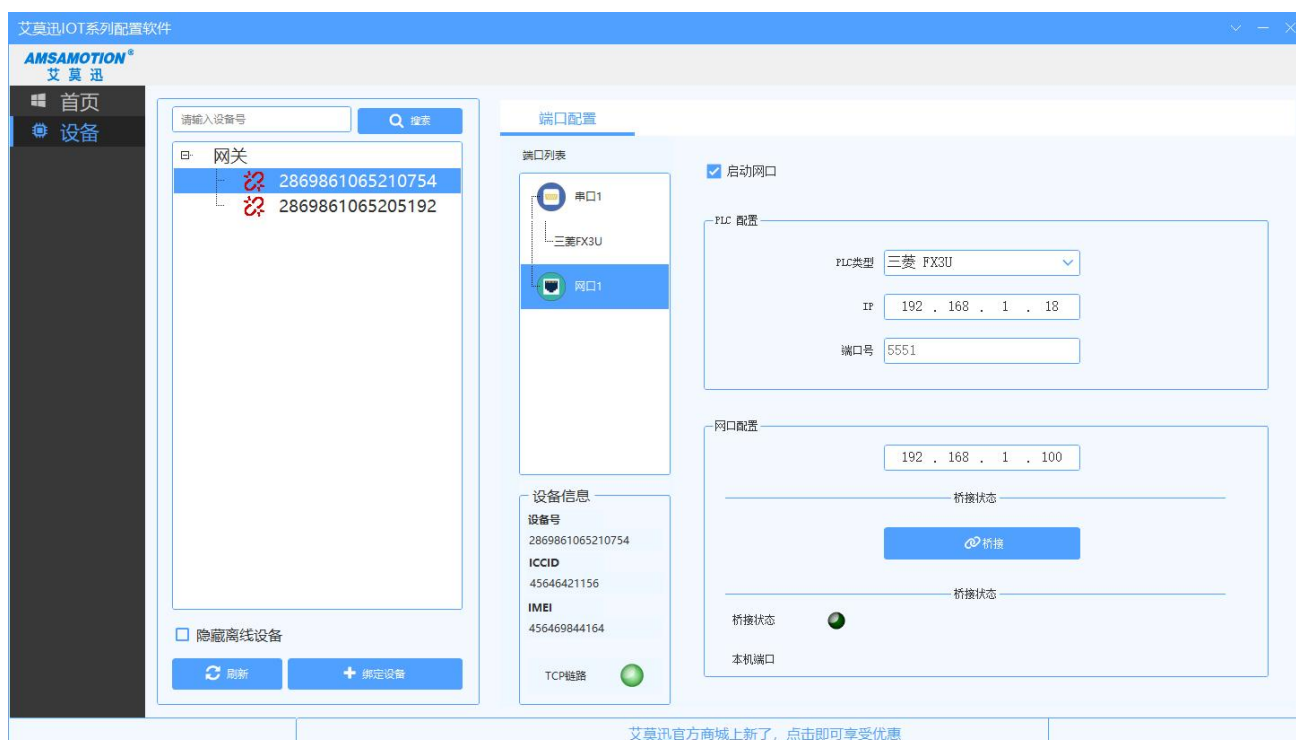 艾莫迅IOT系列配置软件
AMSAMOTION®
艾莫迅
首页
设备
请输入设备号
搜索
网关
2869861065210754
2869861065205192
隐藏离线设备
刷新
绑定设备
端口配置
端口列表
串口1
三菱FX3U
网口1
设备信息
设备号
2869861065210754
ICCID
45646421156
IMEI
456469844164
TCP链路
启动网口
PLC 配置
PLC类型 三菱 FX3U
IP 192 . 168 . 1 . 18
端口号 5551
网口配置
192 . 168 . 1 . 100
桥接状态
桥接
桥接状态
桥接状态
本机端口
艾莫讯官方商城上新了，点击即可享受优惠